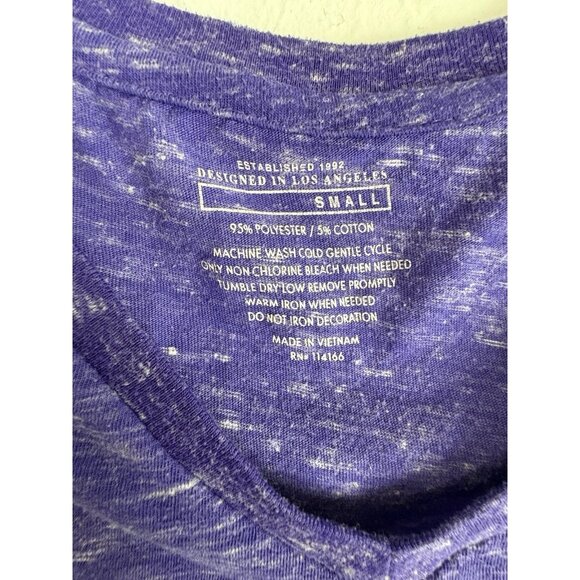 ESTABLISHED 1992
DESIGNED IN LOS ANGELES
SMALL
95% POLYESTER / 5% COTTON
MACHINE WASH COLD GENTLE CYCLE
ONLY NON CHLORINE BLEACH WHEN NEEDED
TUMBLE DRY LOW REMOVE PROMPTLY
WARM IRON WHEN NEEDED
DO NOT IRON DECORATION
MADE IN VIETNAM
RN# 114166